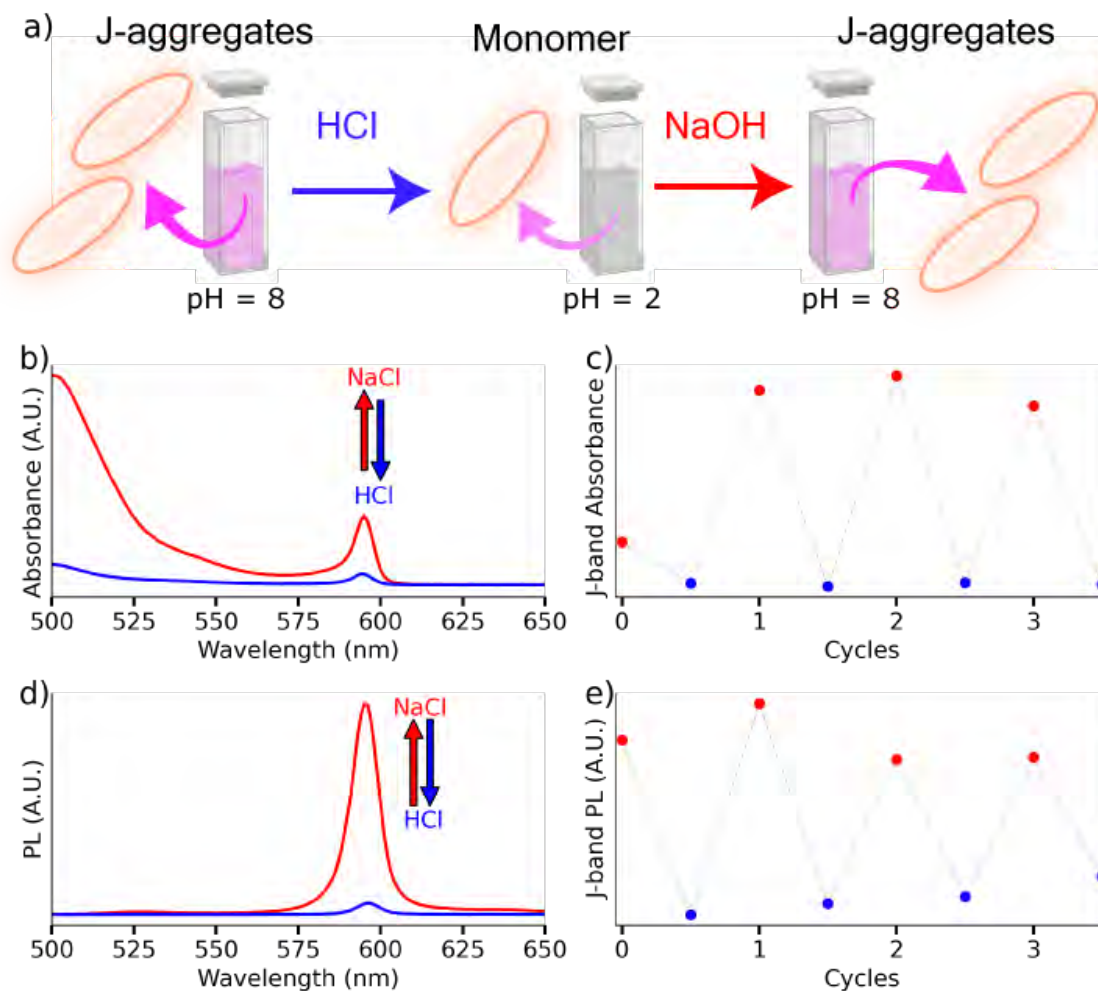 a)
J-aggregates
Monomer
J-aggregates
HCl
NaOH
pH = 8
pH = 2
pH = 8
b)
Absorbance (A.U.)
NaCl
HCl
500 525 550 575 600 625 650
Wavelength (nm)
c)
J-band Absorbance
0 1 2 3
Cycles
d)
PL (A.U.)
NaCl
HCl
500 525 550 575 600 625 650
Wavelength (nm)
e)
J-band PL (A.U.)
0 1 2 3
Cycles